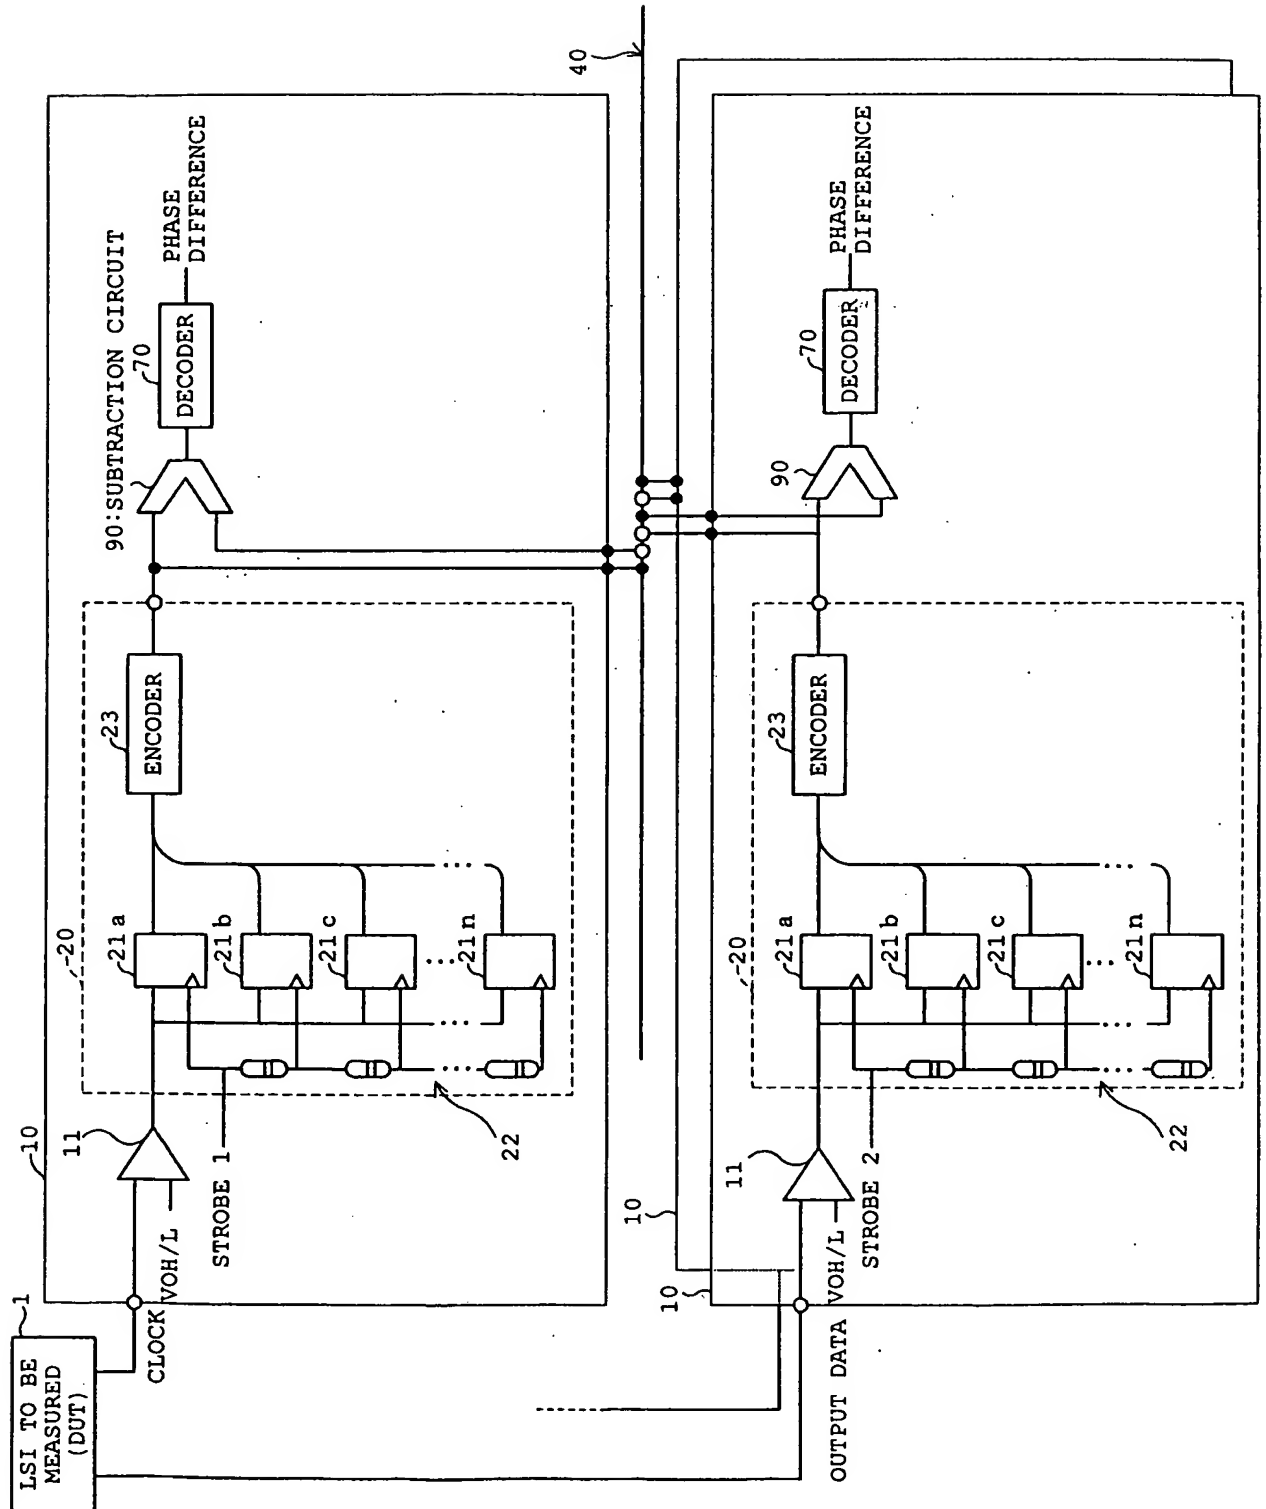 LSI TO BE
MEASURED
(DUT)
1
10
CLOCK
VOH/L
STROBE 1
11
22
20
21a
21b
21c
21n
23
ENCODER
90:SUBTRACTION CIRCUIT
70
DECODER
PHASE
DIFFERENCE
40
10
10
OUTPUT DATA
VOH/L
STROBE 2
11
22
20
21a
21b
21c
21n
23
ENCODER
90
70
DECODER
PHASE
DIFFERENCE